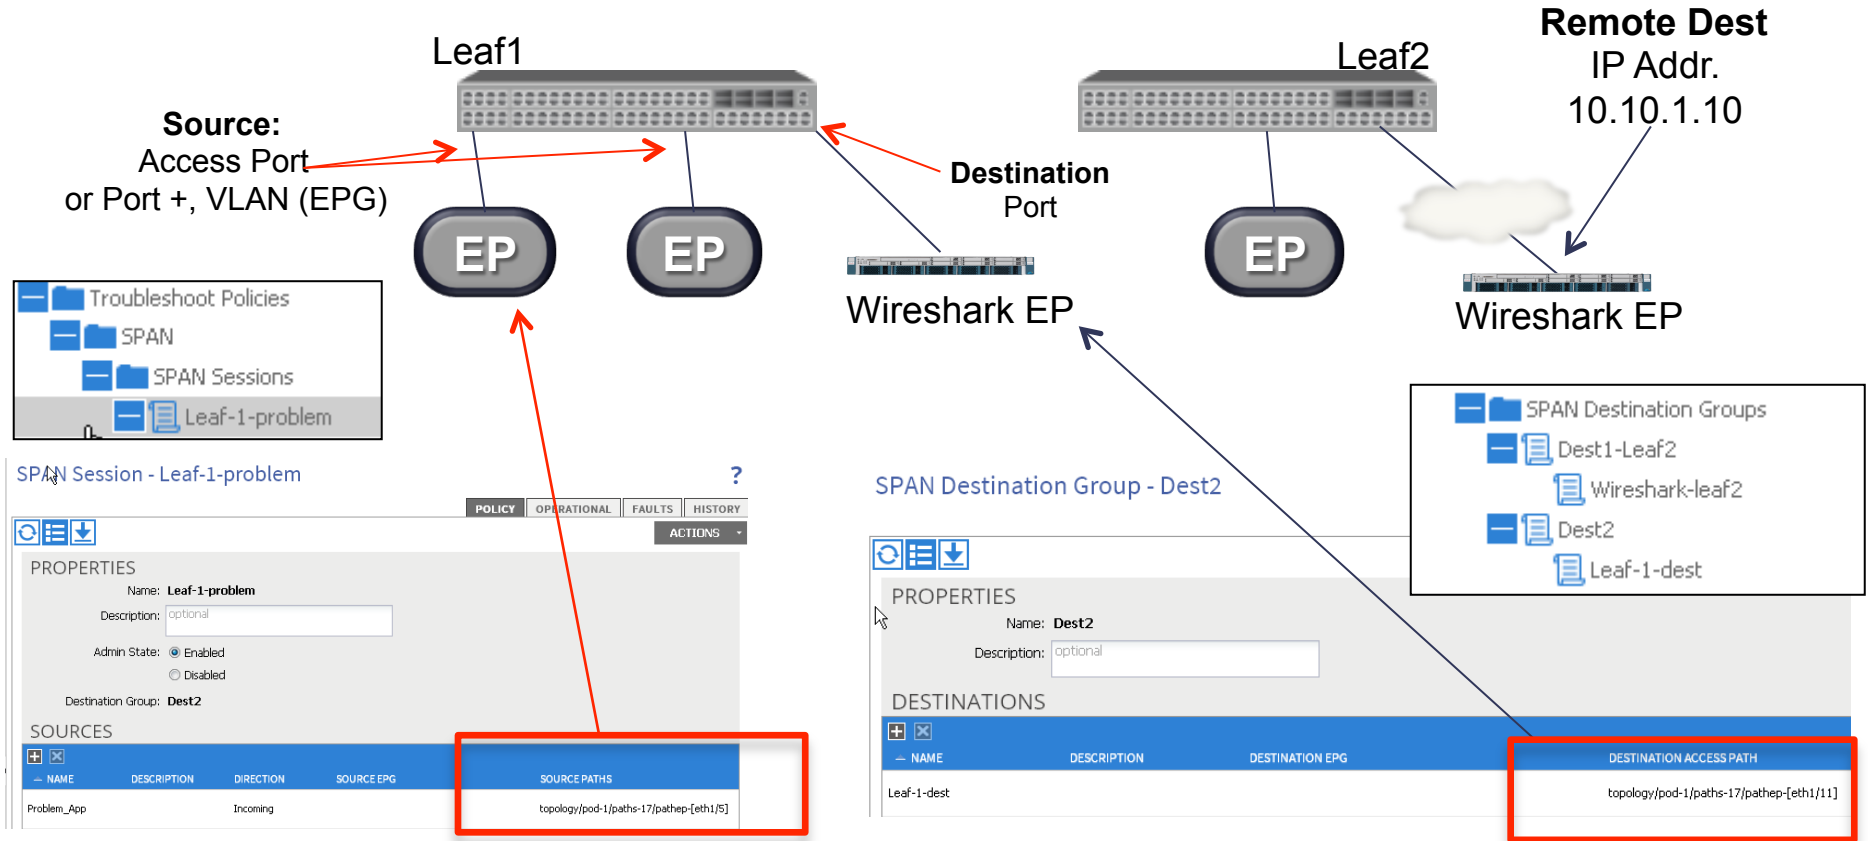 Leaf1
Leaf2
Remote Dest
IP Addr.
10.10.1.10
Source:
Access Port
or Port +, VLAN (EPG)
Destination
Port
EP
EP
EP
Wireshark EP
Wireshark EP
Troubleshoot Policies
SPAN
SPAN Sessions
Leaf-1-problem
SPAN Destination Groups
Dest1-Leaf2
Wireshark-leaf2
Dest2
Leaf-1-dest
SPAN Session - Leaf-1-problem
?
POLICY OPERATIONAL FAULTS HISTORY
ACTIONS
PROPERTIES
Name: Leaf-1-problem
Description: optional
Admin State: Enabled
Disabled
Destination Group: Dest2
SOURCES
NAME DESCRIPTION DIRECTION SOURCE EPG SOURCE PATHS
Problem_App Incoming topology/pod-1/paths-17/pathep-[eth1/5]
SPAN Destination Group - Dest2
PROPERTIES
Name: Dest2
Description: optional
DESTINATIONS
NAME DESCRIPTION DESTINATION EPG DESTINATION ACCESS PATH
Leaf-1-dest topology/pod-1/paths-17/pathep-[eth1/11]